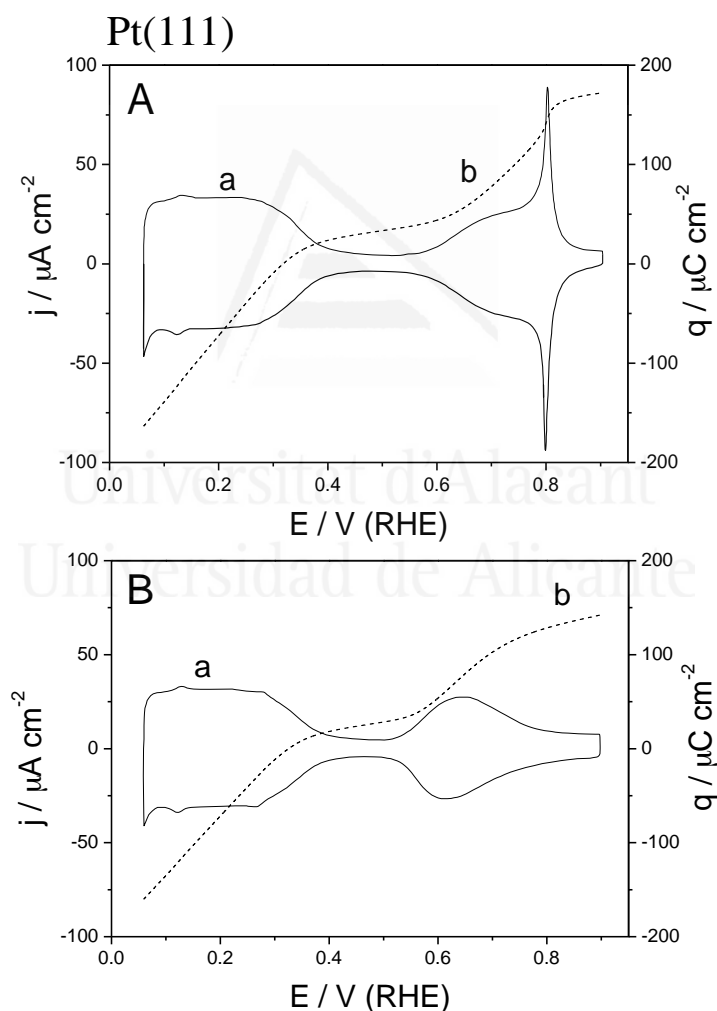 Pt(111)
A
a
b
100
50
0
-50
-100
200
100
0
-100
-200
j / μA cm⁻²
q / μC cm⁻²
0.0 0.2 0.4 0.6 0.8
E / V (RHE)
Universitat d'Alacant
Universidad de Alicante
B
a
b
100
50
0
-50
-100
200
100
0
-100
-200
j / μA cm⁻²
q / μC cm⁻²
0.0 0.2 0.4 0.6 0.8
E / V (RHE)